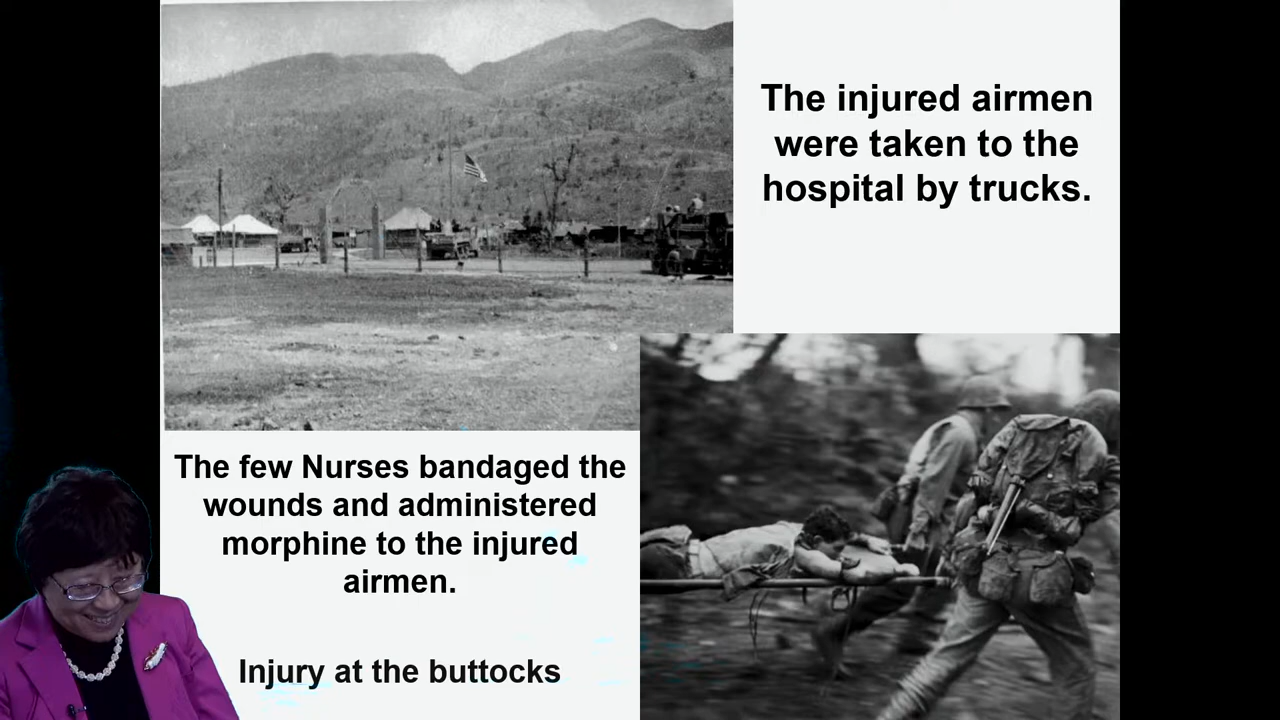 The injured airmen
were taken to the
hospital by trucks.
The few Nurses bandaged the
wounds and administered
morphine to the injured
airmen.
Injury at the buttocks